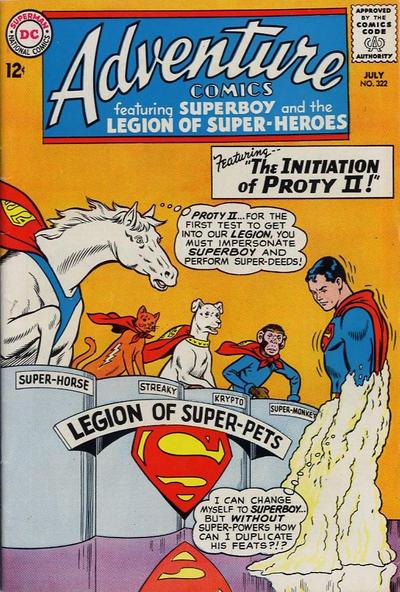 SUPERMAN
DC
NATIONAL COMICS
12¢
Adventure
COMICS
featuring SUPERBOY and the
LEGION OF SUPER-HEROES
APPROVED
BY THE
COMICS
CODE
CA
AUTHORITY
JULY
NO. 322
Featuring--
"The INITIATION
of PROTY II!"
PROTY II...FOR THE
FIRST TEST TO GET
INTO OUR LEGION, YOU
MUST IMPERSONATE
SUPERBOY AND
PERFORM SUPER-DEEDS!
SUPER-HORSE
STREAKY
KRYPTO
SUPER-MONKEY
LEGION OF SUPER-PETS
S
I CAN CHANGE
MYSELF TO SUPERBOY...
BUT WITHOUT
SUPER-POWERS HOW
CAN I DUPLICATE
HIS FEATS?!?